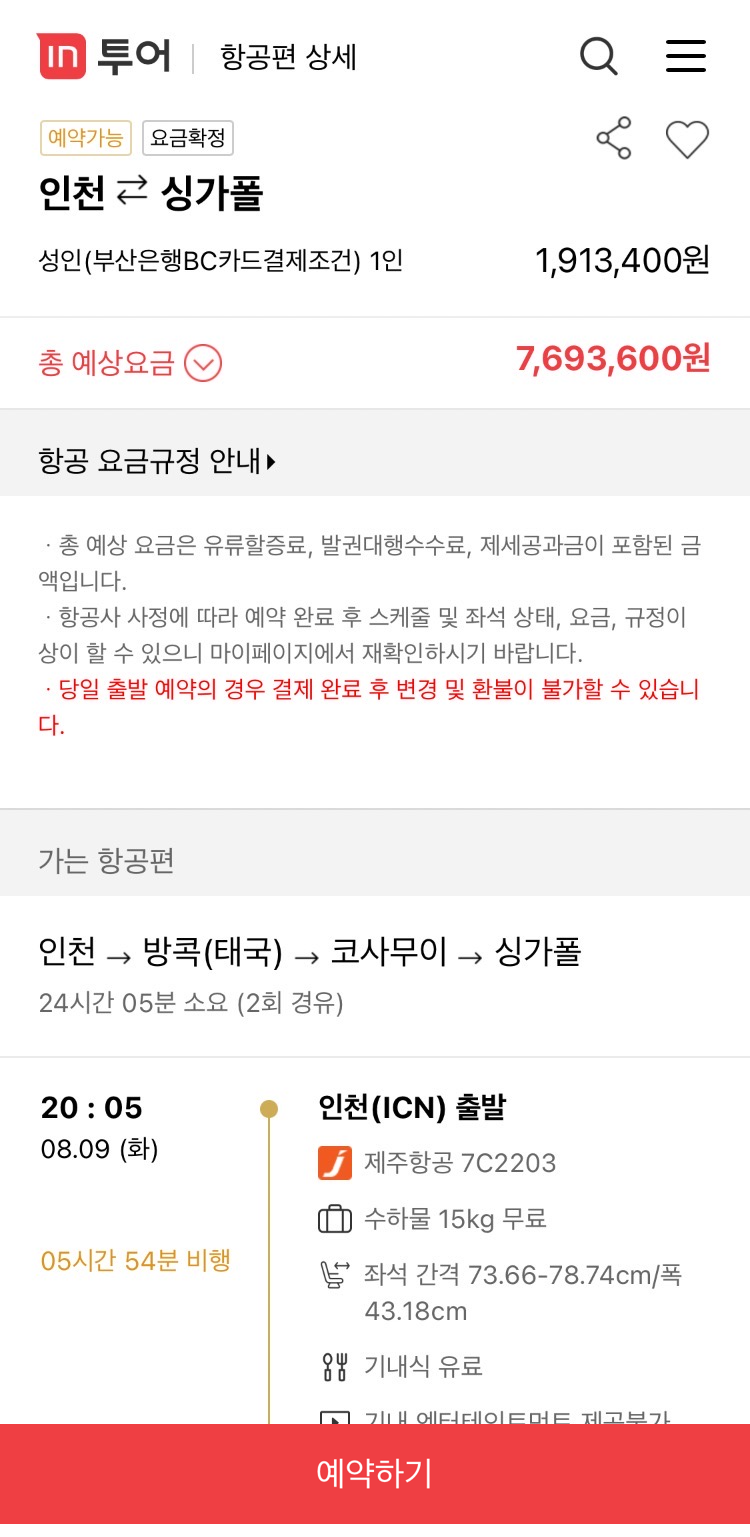 in 투어 항공편 상세
예약가능 요금확정
인천 ⇄ 싱가폴
성인(부산은행BC카드결제조건) 1인 1,913,400원
총 예상요금 7,693,600원
항공 요금규정 안내
· 총 예상 요금은 유류할증료, 발권대행수수료, 제세공과금이 포함된 금
액입니다.
· 항공사 사정에 따라 예약 완료 후 스케줄 및 좌석 상태, 요금, 규정이
상이 할 수 있으니 마이페이지에서 재확인하시기 바랍니다.
· 당일 출발 예약의 경우 결제 완료 후 변경 및 환불이 불가할 수 있습니
다.
가는 항공편
인천 → 방콕(태국) → 코사무이 → 싱가폴
24시간 05분 소요 (2회 경유)
20 : 05 인천(ICN) 출발
08.09 (화) 제주항공 7C2203
수하물 15kg 무료
05시간 54분 비행 좌석 간격 73.66-78.74cm/폭
43.18cm
기내식 유료
기내 엔터테인트먼트 제공불가
예약하기